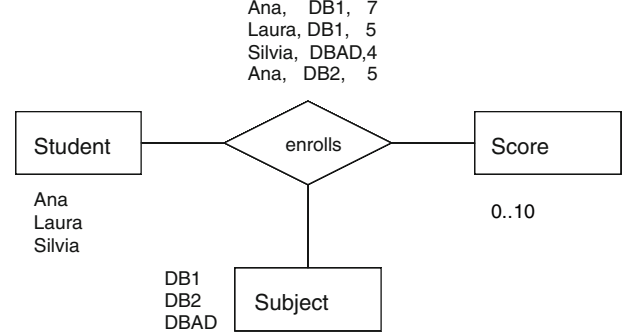 Ana, DB1, 7
Laura, DB1, 5
Silvia, DBAD,4
Ana, DB2, 5
Student
enrolls
Score
Ana
Laura
Silvia
0..10
DB1
DB2
DBAD
Subject